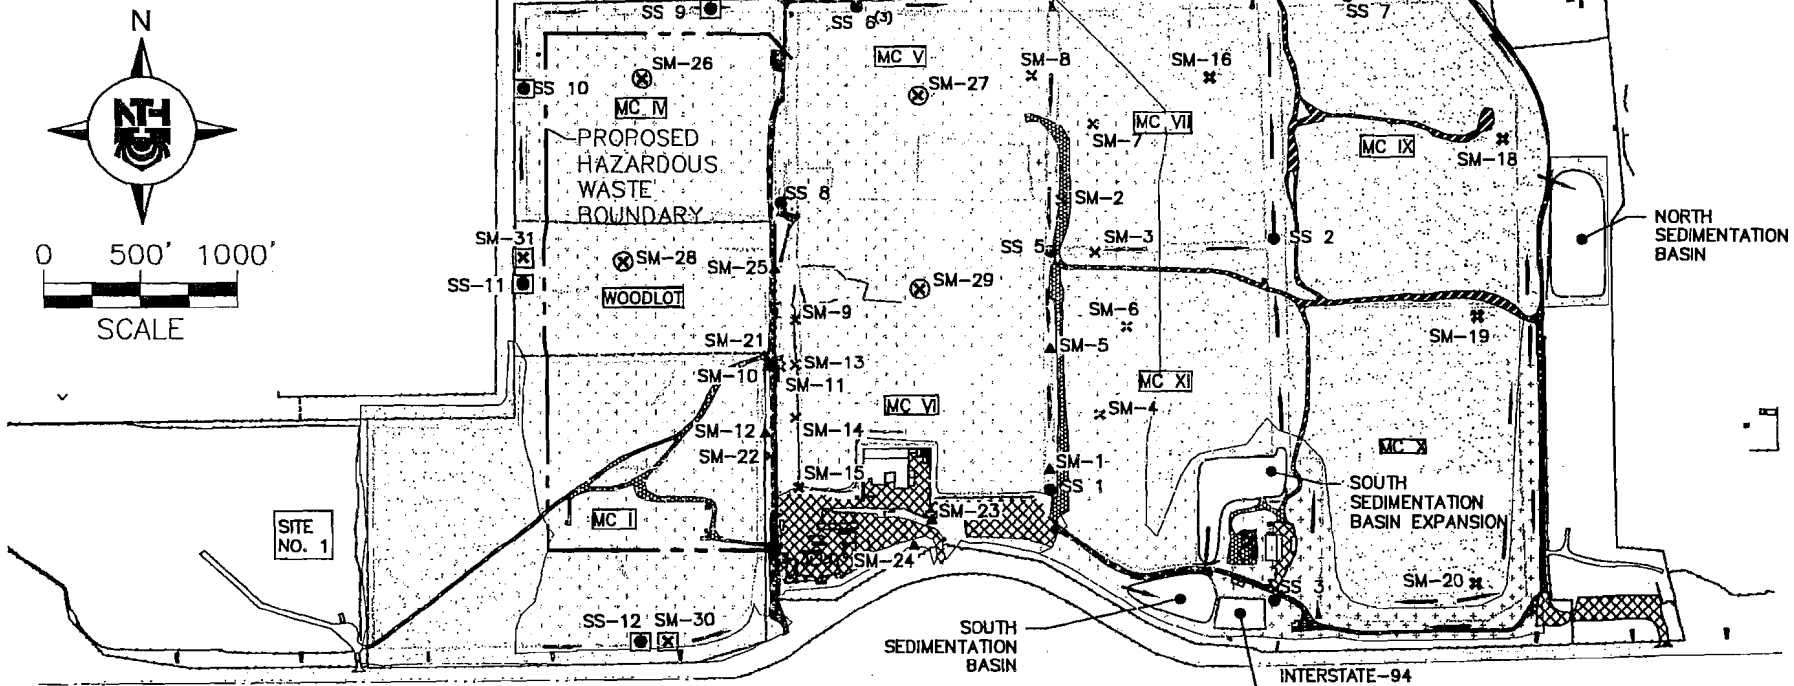 N
NTH
0 500' 1000'
SCALE
SS 9
SS 6(3)
SS 7
MC V
SM-26
SM-8
SM-16
SS 10
MC IV
SM-27
PROPOSED
HAZARDOUS
WASTE
BOUNDARY
SM-7
MC VII
MC IX
SM-18
SS 8
SM-2
NORTH
SEDIMENTATION
BASIN
SM-31
SM-28
SM-25
SS 5
SM-3
SS 2
SS-11
WOODLOT
SM-29
SM-9
SM-6
SM-19
SM-21
SM-13
SM-5
SM-10
SM-11
MC XI
MC VI
SM-4
SM-12
SM-14
MC X
SM-22
SM-15
SM-1
SS 1
SOUTH
SEDIMENTATION
BASIN EXPANSION
SITE
NO. 1
MC I
SM-23
SM-24
SS 3
SM-20
SS-12 SM-30
SOUTH
SEDIMENTATION
BASIN
INTERSTATE-94